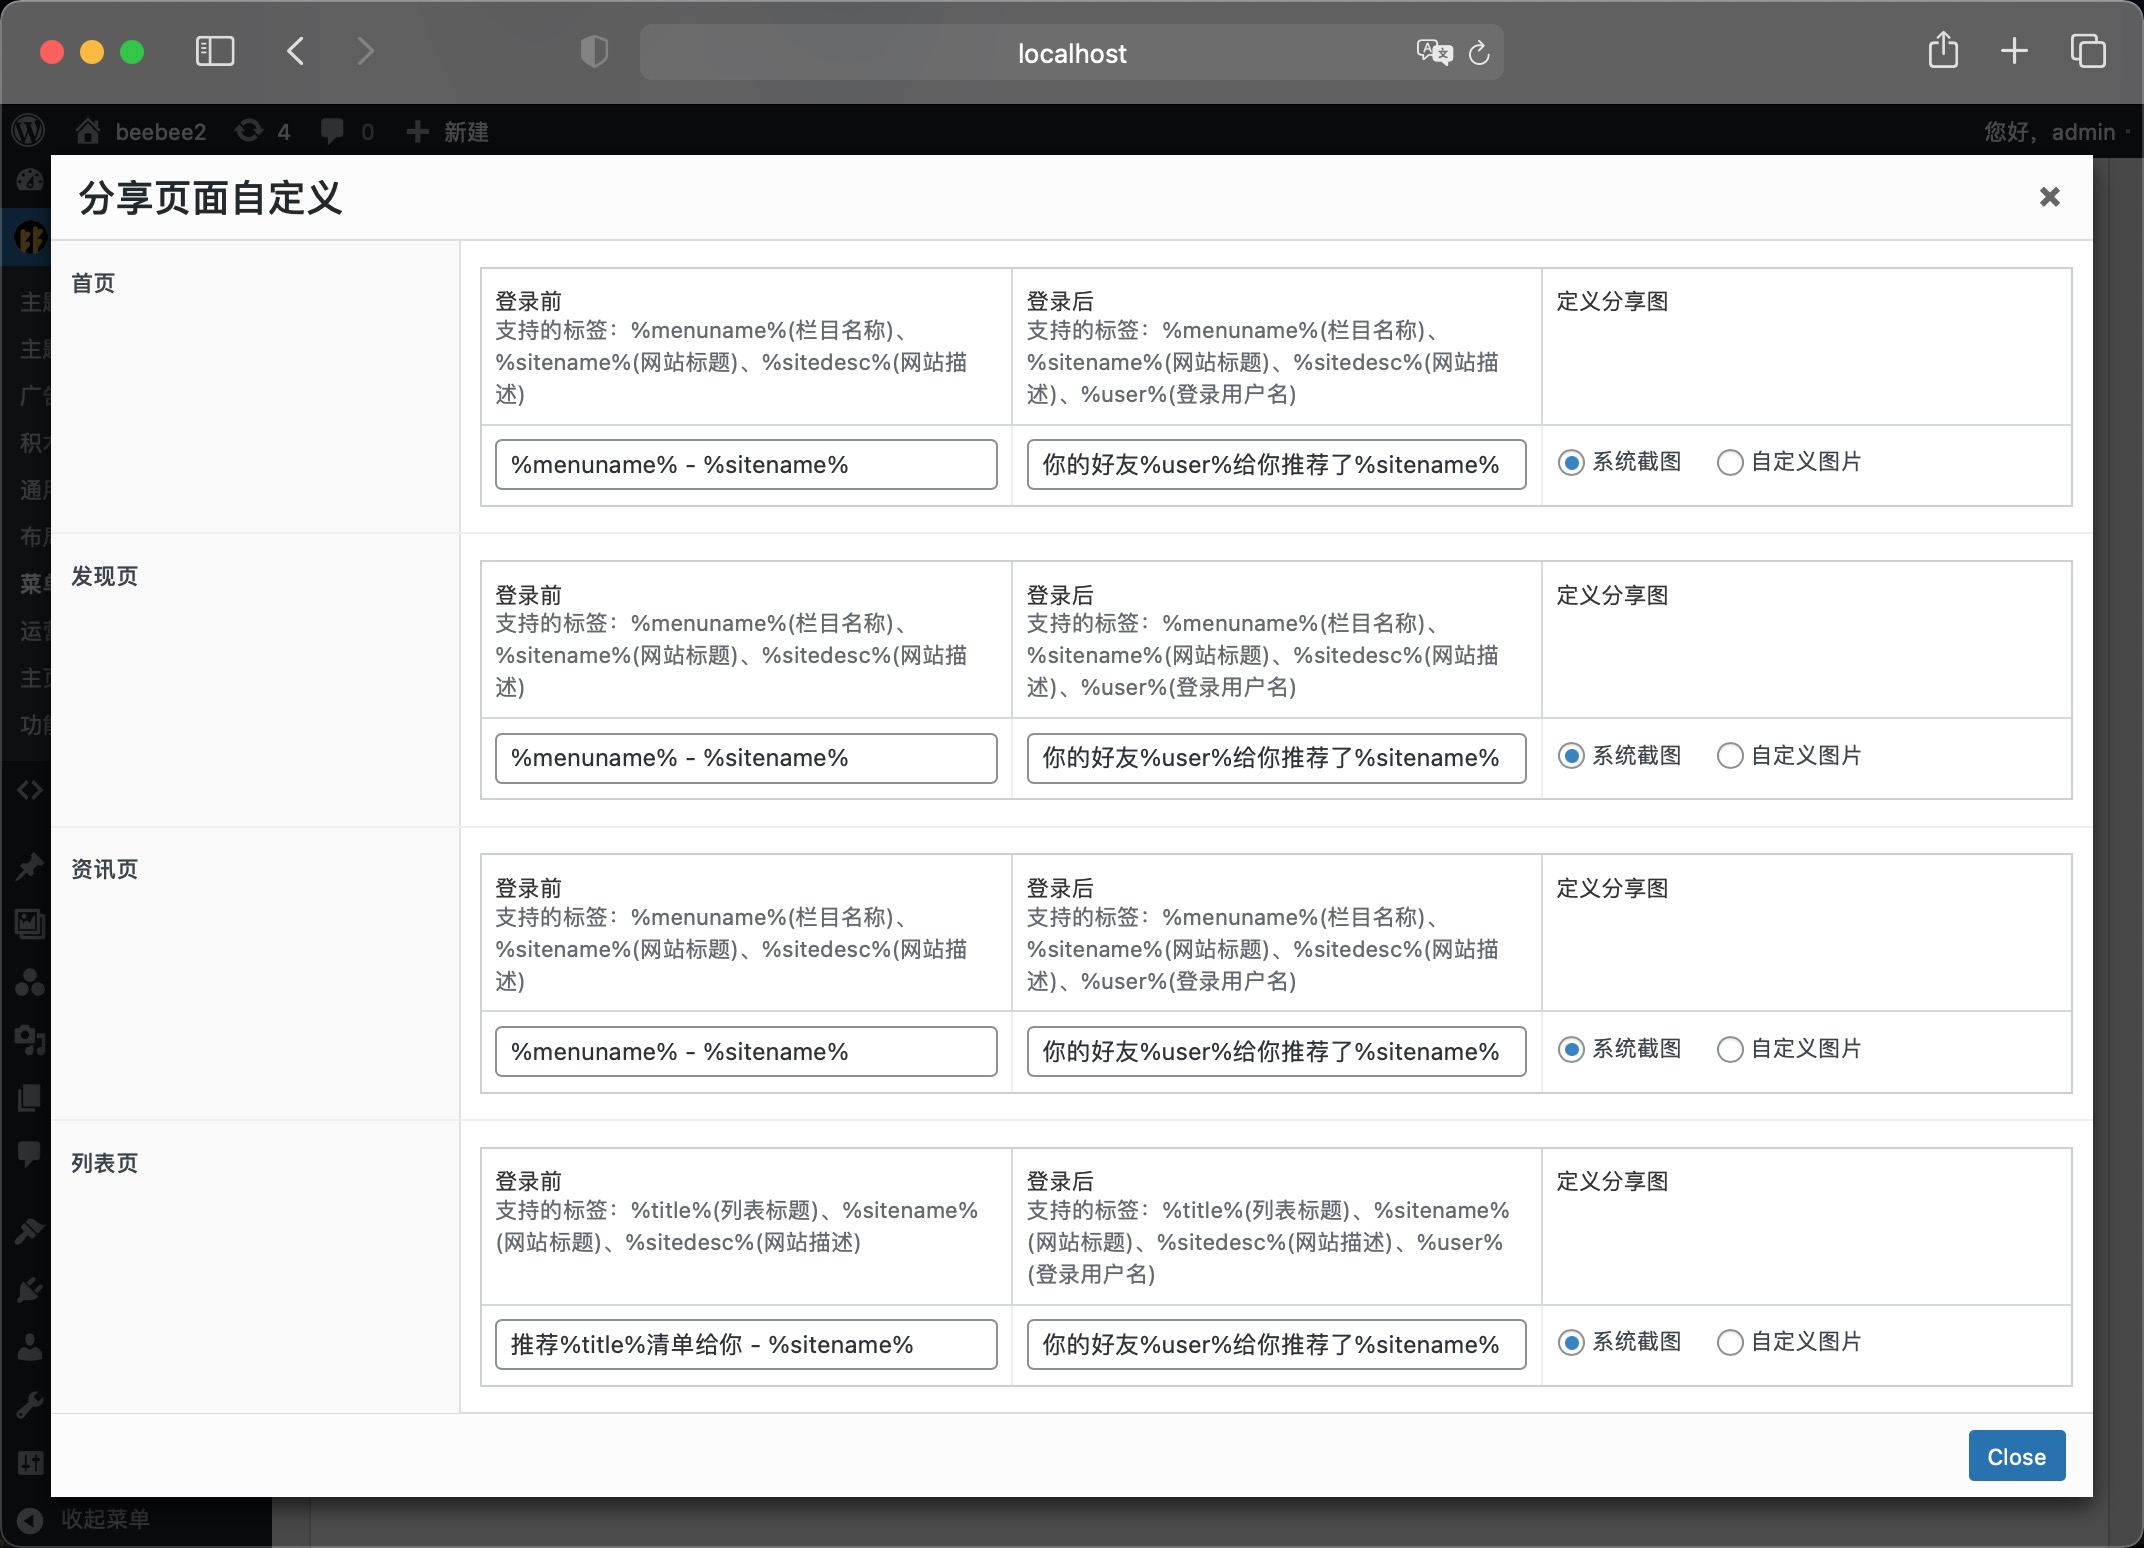 localhost
beebee2
4
0
新建
您好，admin
分享页面自定义
首页
登录前
支持的标签：%menuname%(栏目名称)、
%sitename%(网站标题)、%sitedesc%(网站描
述)
登录后
支持的标签：%menuname%(栏目名称)、
%sitename%(网站标题)、%sitedesc%(网站描
述)、%user%(登录用户名)
定义分享图
%menuname% - %sitename%
你的好友%user%给你推荐了%sitename%
系统截图
自定义图片
发现页
登录前
支持的标签：%menuname%(栏目名称)、
%sitename%(网站标题)、%sitedesc%(网站描
述)
登录后
支持的标签：%menuname%(栏目名称)、
%sitename%(网站标题)、%sitedesc%(网站描
述)、%user%(登录用户名)
定义分享图
%menuname% - %sitename%
你的好友%user%给你推荐了%sitename%
系统截图
自定义图片
资讯页
登录前
支持的标签：%menuname%(栏目名称)、
%sitename%(网站标题)、%sitedesc%(网站描
述)
登录后
支持的标签：%menuname%(栏目名称)、
%sitename%(网站标题)、%sitedesc%(网站描
述)、%user%(登录用户名)
定义分享图
%menuname% - %sitename%
你的好友%user%给你推荐了%sitename%
系统截图
自定义图片
列表页
登录前
支持的标签：%title%(列表标题)、%sitename%
(网站标题)、%sitedesc%(网站描述)
登录后
支持的标签：%title%(列表标题)、%sitename%
(网站标题)、%sitedesc%(网站描述)、%user%
(登录用户名)
定义分享图
推荐%title%清单给你 - %sitename%
你的好友%user%给你推荐了%sitename%
系统截图
自定义图片
Close
收起菜单